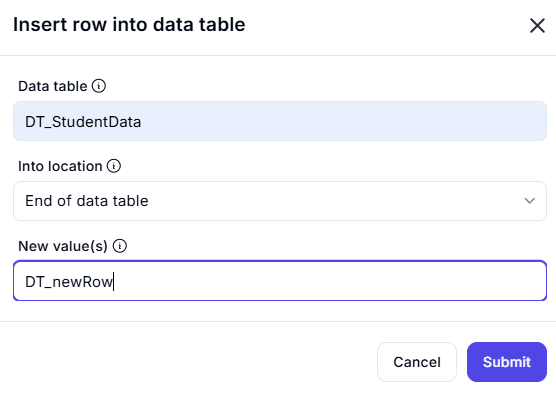 Insert row into data table
Data table
DT_StudentData
Into location
End of data table
New value(s)
DT_newRow
Cancel Submit